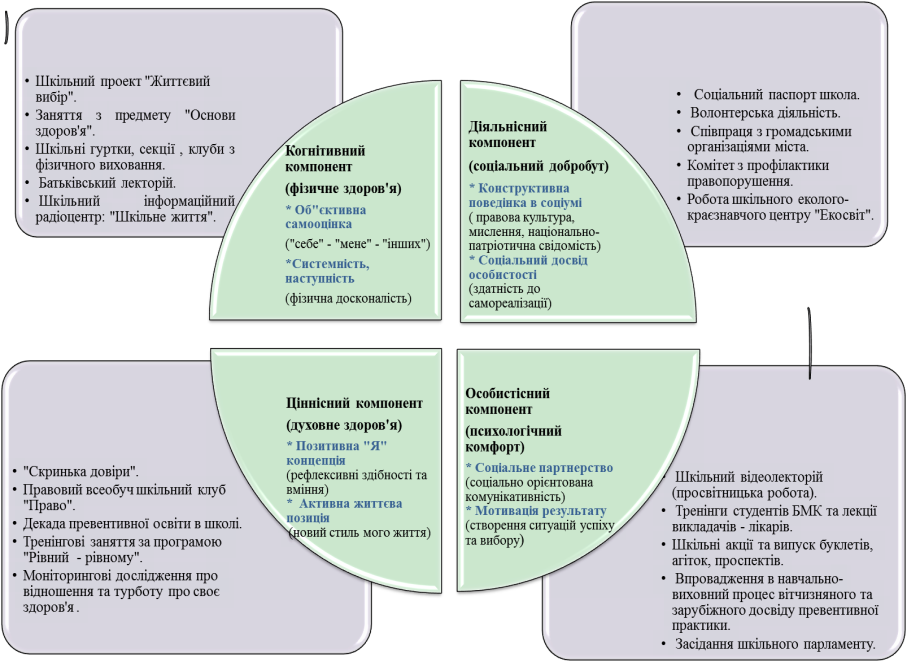 • Шкільний проект "Життєвий
вибір".
• Заняття з предмету "Основи
здоров'я".
• Шкільні гуртки, секції , клуби з
фізичного виховання.
• Батьківський лекторій.
• Шкільний інформаційний
радіоцентр: "Шкільне життя".
Когнітивний
компонент
(фізичне здоров'я)
* Об"єктивна
самооцінка
("себе" - "мене" - "інших")
*Системність,
наступність
(фізична досконалість)
Діяльнісний
компонент
(соціальний добробут)
* Конструктивна
поведінка в соціумі
( правова культура,
мислення, національно-
патріотична свідомість)
* Соціальний досвід
особистості
(здатність до
самореалізації)
• Соціальний паспорт школа.
• Волонтерська діяльність.
• Співпраця з громадськими
організаціями міста.
• Комітет з профілактики
правопорушення.
• Робота шкільного еколого-
краєзнавчого центру "Екосвіт".
• "Скринька довіри".
• Правовий всеобуч шкільний клуб
"Право".
• Декада превентивної освіти в школі.
• Тренінгові заняття за програмою
"Рівний - рівному".
• Моніторингові дослідження про
відношення та турботу про своє
здоров'я .
Ціннісний компонент
(духовне здоров'я)
* Позитивна "Я"
концепція
(рефлексивні здібності та
вміння)
* Активна життєва
позиція
(новий стиль мого життя)
Особистісний
компонент
(психологічний
комфорт)
* Соціальне партнерство
(соціально орієнтована
комунікативність)
* Мотивація результату
(створення ситуацій успіху
та вибору)
• Шкільний відеолекторій
(просвітницька робота).
• Тренінги студентів БМК та лекції
викладачів - лікарів.
• Шкільні акції та випуск буклетів,
агіток, проспектів.
• Впровадження в навчально-
виховний процес вітчизняного та
зарубіжного досвіду превентивної
практики.
• Засідання шкільного парламенту.